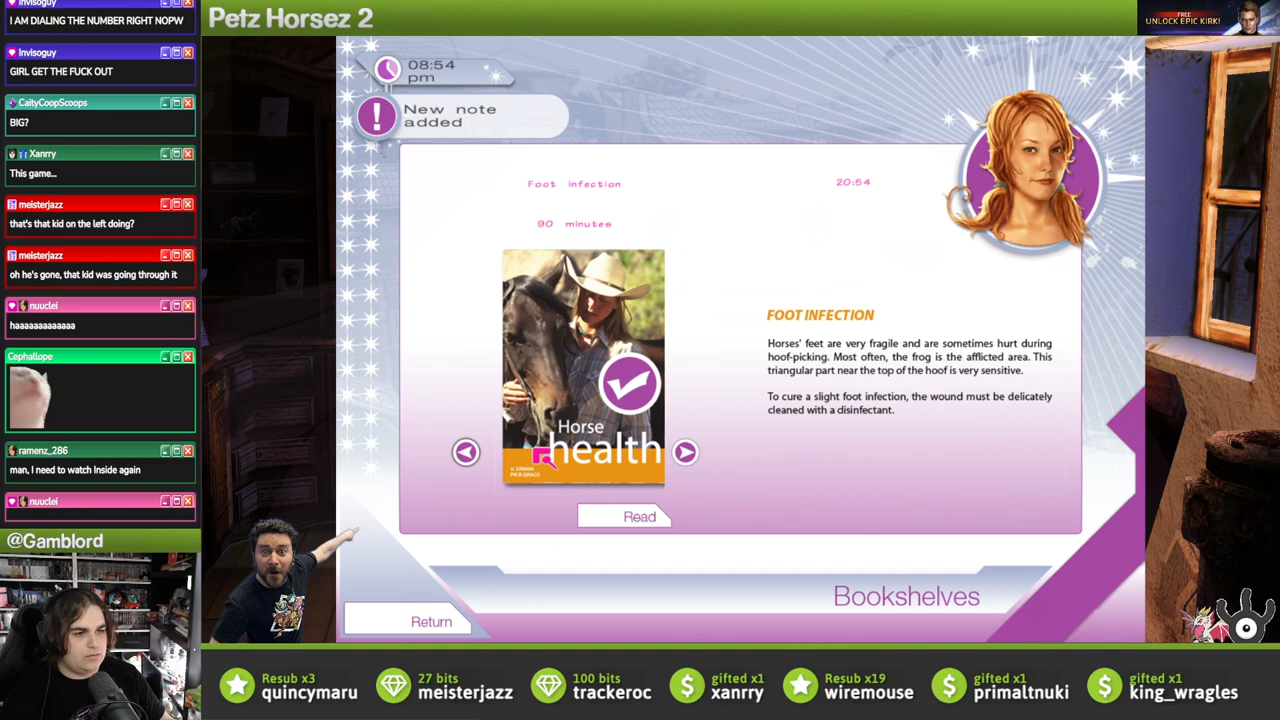 Invisoguy
I AM DIALING THE NUMBER RIGHT NOPW
Invisoguy
GIRL GET THE FUCK OUT
CaityCoopScoops
BIG?
Xanrry
This game...
meisterjazz
that's that kid on the left doing?
meisterjazz
oh he's gone, that kid was going through it
nuuclei
haaaaaaaaaaaaa
Cephallope
ramenz_286
man, I need to watch Inside again
nuuclei
@Gamblord
Petz Horsez 2
FREE
UNLOCK EPIC KIRK!
08:54
pm
New note
added
Foot infection
20:54
90 minutes
Horse
health
V. ERMAN
PR R.GRACE
FOOT INFECTION
Horses' feet are very fragile and are sometimes hurt during
hoof-picking. Most often, the frog is the afflicted area. This
triangular part near the top of the hoof is very sensitive.
To cure a slight foot infection, the wound must be delicately
cleaned with a disinfectant.
Read
Bookshelves
Return
Resub x3
quincymaru
27 bits
meisterjazz
100 bits
trackeroc
gifted x1
xanrry
Resub x19
wiremouse
gifted x1
primaltnuki
gifted x1
king_wragles